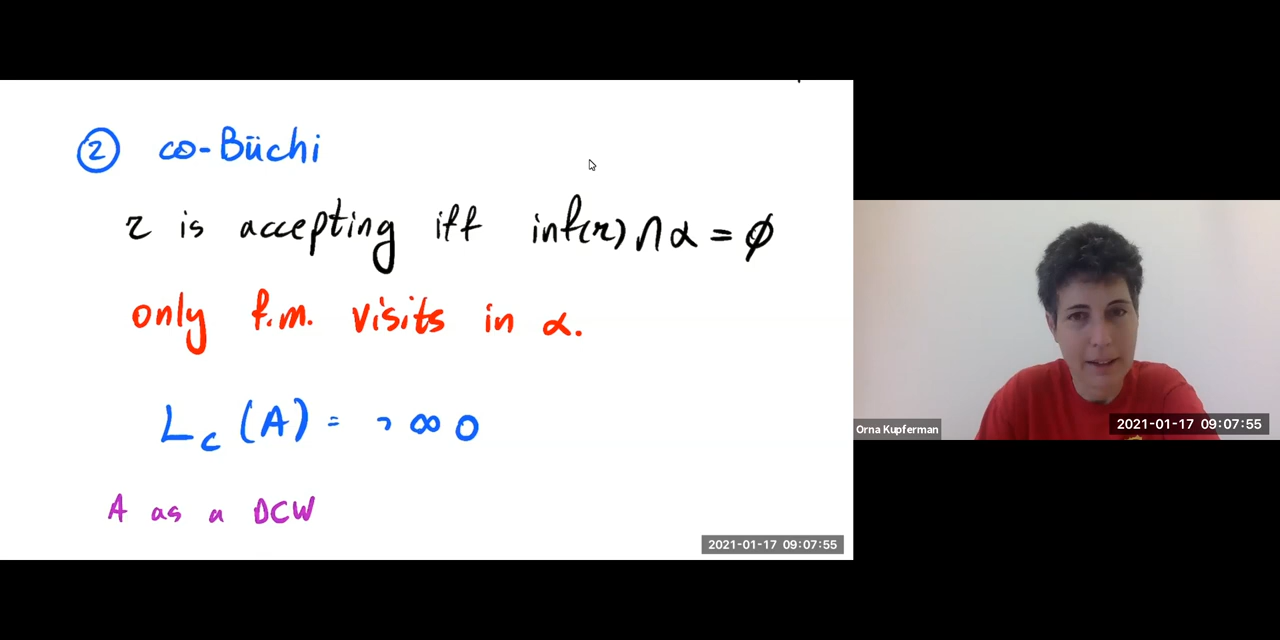 ② co-Büchi
r is accepting iff inf(r) ∩ α = ∅
only f.m. visits in α.
L_C (A) = ¬∞0
A as a DCW
2021-01-17 09:07:55
Orna Kupferman
2021-01-17 09:07:55